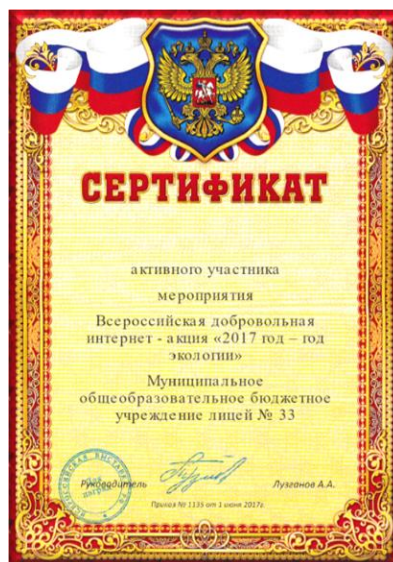 СЕРТИФИКАТ
активного участника
мероприятия
Всероссийская добровольная
интернет - акция «2017 год – год
экологии»
Муниципальное
общеобразовательное бюджетное
учреждение лицей № 33
Руководитель
Лузганов А.А.
Приказ № 1135 от 1 июня 2017г.